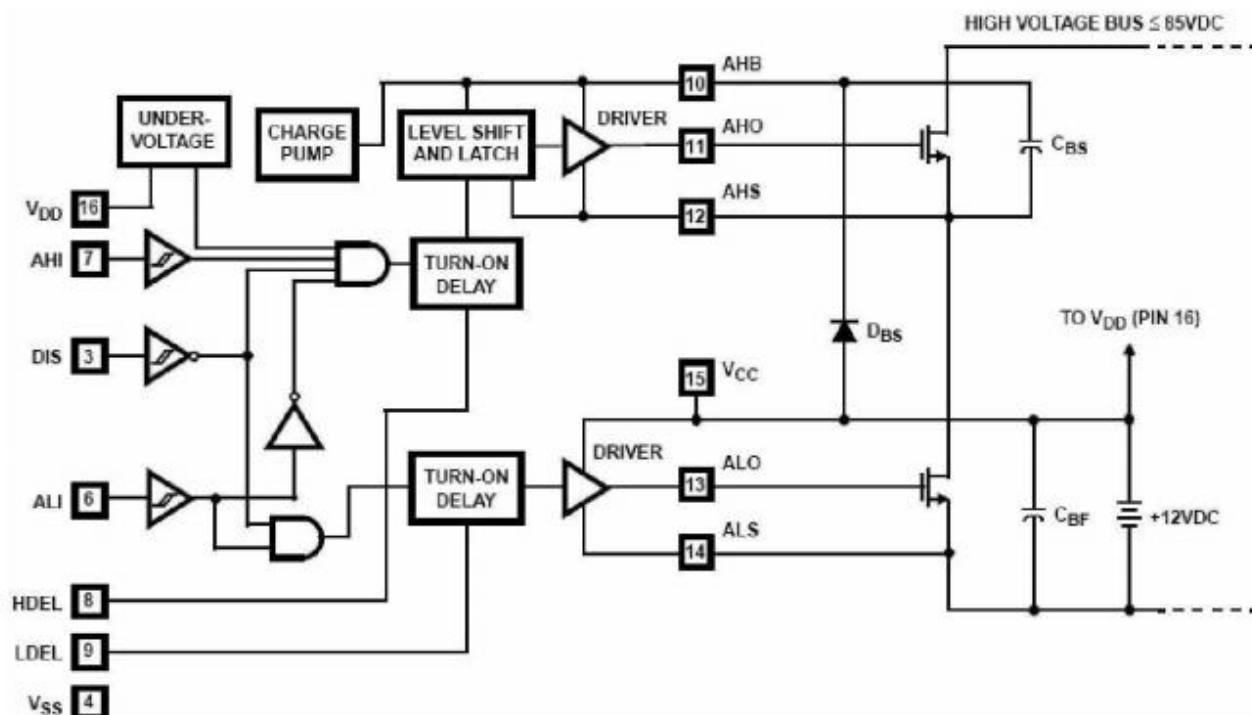 HIGH VOLTAGE BUS ≤ 85VDC
AHB
10
UNDER-
VOLTAGE
CHARGE
PUMP
LEVEL SHIFT
AND LATCH
DRIVER
AHO
11
CBS
VDD
16
AHS
12
AHI
7
TURN-ON
DELAY
TO VDD (PIN 16)
DIS
3
DBS
VCC
15
DRIVER
ALI
6
TURN-ON
DELAY
ALO
13
CBF
+12VDC
ALS
14
HDEL
8
LDEL
9
VSS
4